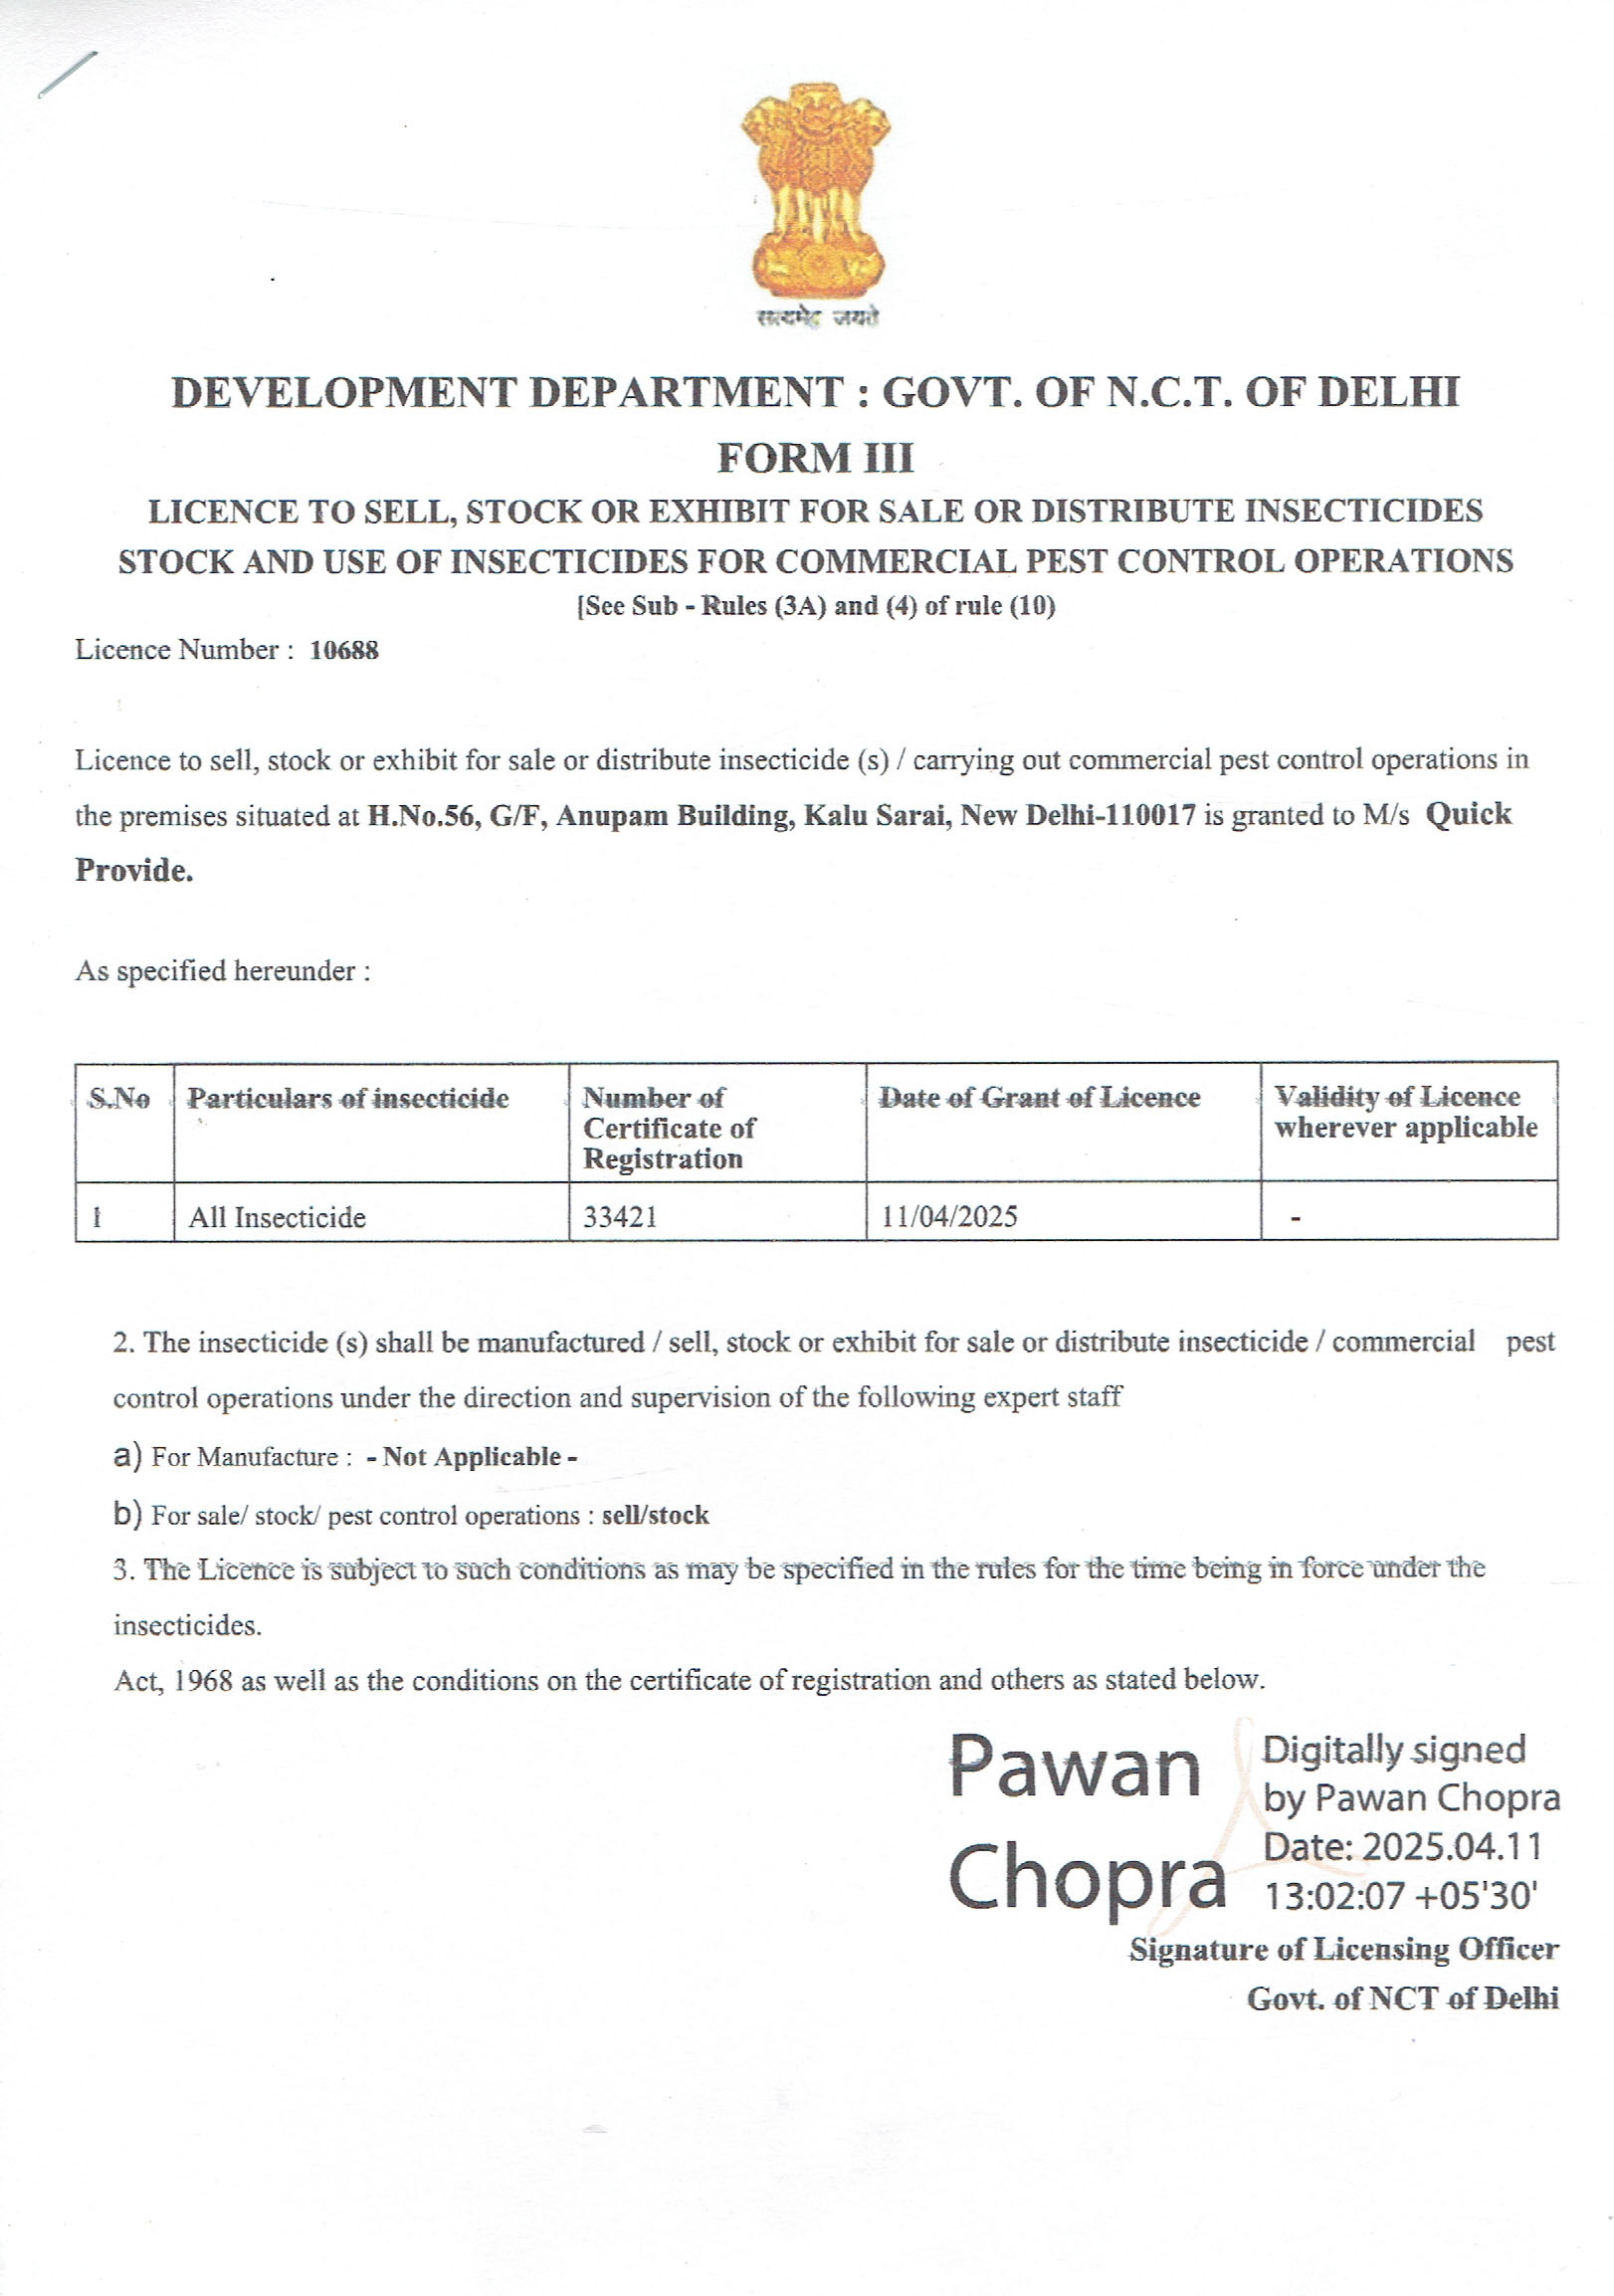 सत्यमेव जयते
DEVELOPMENT DEPARTMENT : GOVT. OF N.C.T. OF DELHI
FORM III
LICENCE TO SELL, STOCK OR EXHIBIT FOR SALE OR DISTRIBUTE INSECTICIDES
STOCK AND USE OF INSECTICIDES FOR COMMERCIAL PEST CONTROL OPERATIONS
[See Sub - Rules (3A) and (4) of rule (10)
Licence Number : 10688
Licence to sell, stock or exhibit for sale or distribute insecticide (s) / carrying out commercial pest control operations in
the premises situated at H.No.56, G/F, Anupam Building, Kalu Sarai, New Delhi-110017 is granted to M/s Quick
Provide.
As specified hereunder :
S.No Particulars of insecticide Number of Certificate of Registration Date of Grant of Licence Validity of Licence wherever applicable
1 All Insecticide 33421 11/04/2025 -
2. The insecticide (s) shall be manufactured / sell, stock or exhibit for sale or distribute insecticide / commercial pest
control operations under the direction and supervision of the following expert staff
a) For Manufacture : - Not Applicable -
b) For sale/ stock/ pest control operations : sell/stock
3. The Licence is subject to such conditions as may be specified in the rules for the time being in force under the
insecticides.
Act, 1968 as well as the conditions on the certificate of registration and others as stated below.
Pawan
Chopra
Digitally signed
by Pawan Chopra
Date: 2025.04.11
13:02:07 +05'30'
Signature of Licensing Officer
Govt. of NCT of Delhi